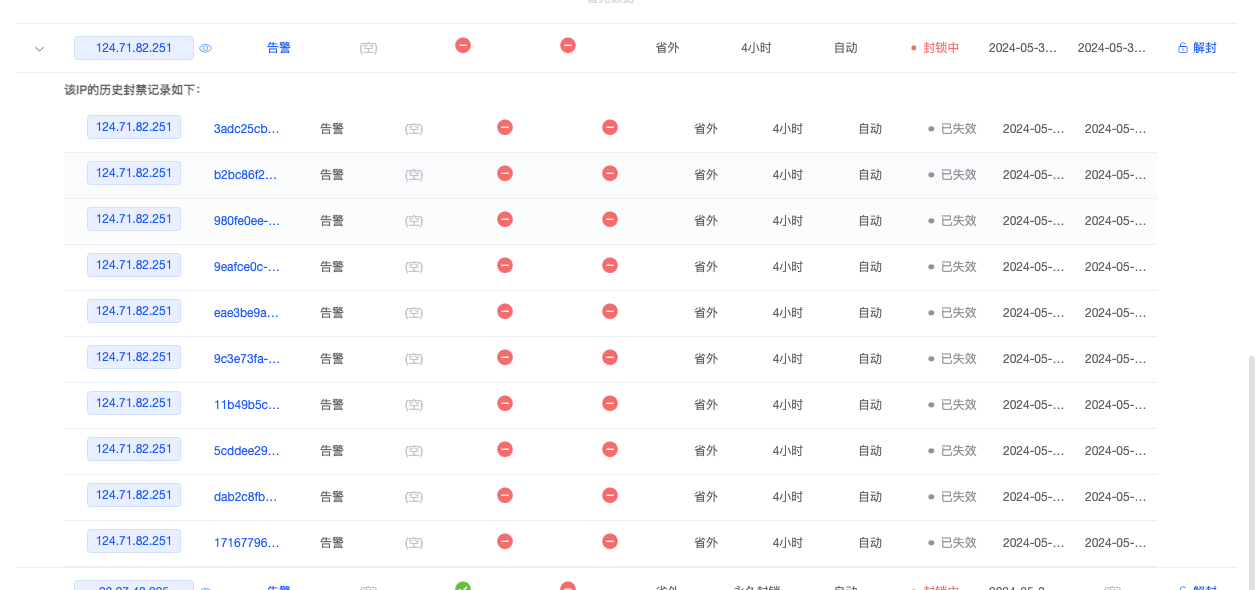 124.71.82.251 告警 (空) 省外 4小时 自动 封锁中 2024-05-3... 2024-05-3... 解封
该IP的历史封禁记录如下:
124.71.82.251 3adc25cb... 告警 (空) 省外 4小时 自动 已失效 2024-05-... 2024-05-...
124.71.82.251 b2bc86f2... 告警 (空) 省外 4小时 自动 已失效 2024-05-... 2024-05-...
124.71.82.251 980fe0ee-... 告警 (空) 省外 4小时 自动 已失效 2024-05-... 2024-05-...
124.71.82.251 9eafce0c-... 告警 (空) 省外 4小时 自动 已失效 2024-05-... 2024-05-...
124.71.82.251 eae3be9a... 告警 (空) 省外 4小时 自动 已失效 2024-05-... 2024-05-...
124.71.82.251 9c3e73fa-... 告警 (空) 省外 4小时 自动 已失效 2024-05-... 2024-05-...
124.71.82.251 11b49b5c... 告警 (空) 省外 4小时 自动 已失效 2024-05-... 2024-05-...
124.71.82.251 5cddee29... 告警 (空) 省外 4小时 自动 已失效 2024-05-... 2024-05-...
124.71.82.251 dab2c8fb... 告警 (空) 省外 4小时 自动 已失效 2024-05-... 2024-05-...
124.71.82.251 17167796... 告警 (空) 省外 4小时 自动 已失效 2024-05-... 2024-05-...
告警 (空) 省外 永久封锁 自动 封锁中 (空) 解封